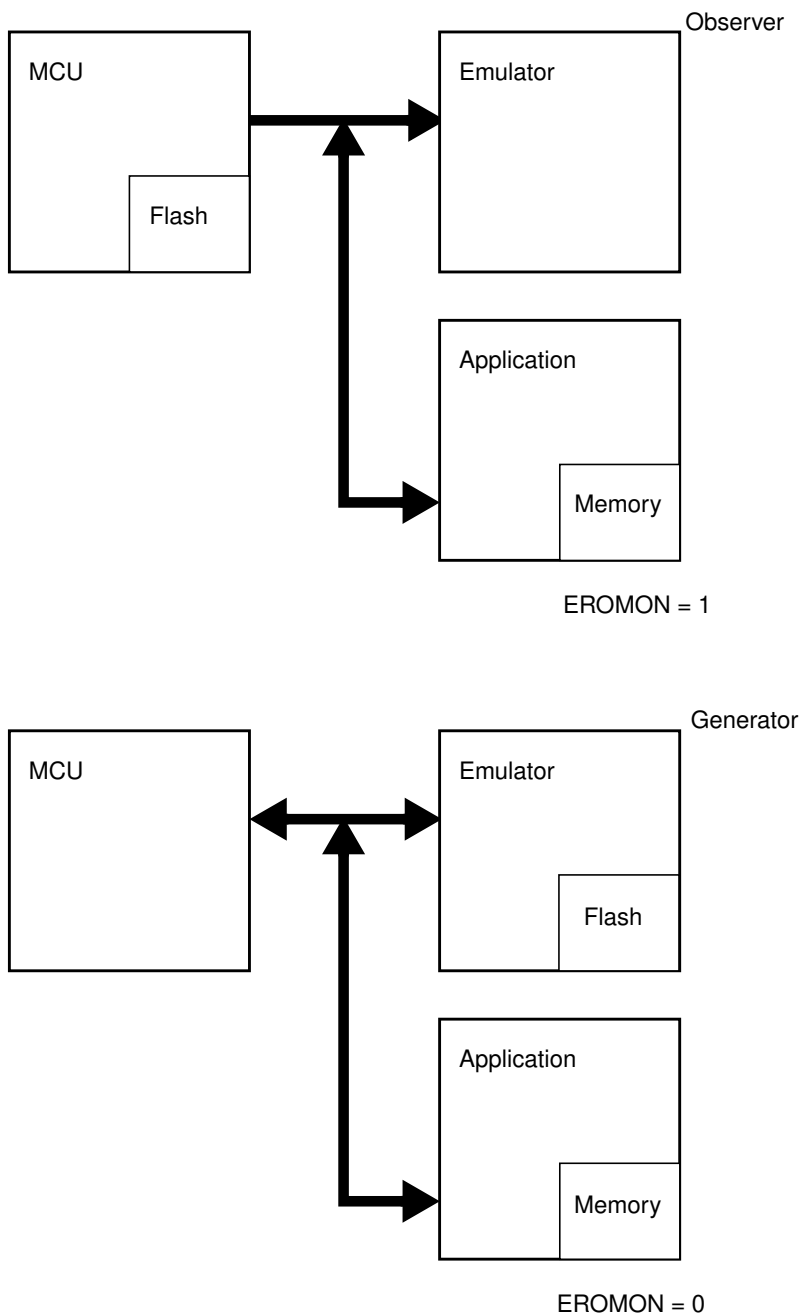 Observer
MCU
Emulator
Flash
Application
Memory
EROMON = 1
Generator
MCU
Emulator
Flash
Application
Memory
EROMON = 0